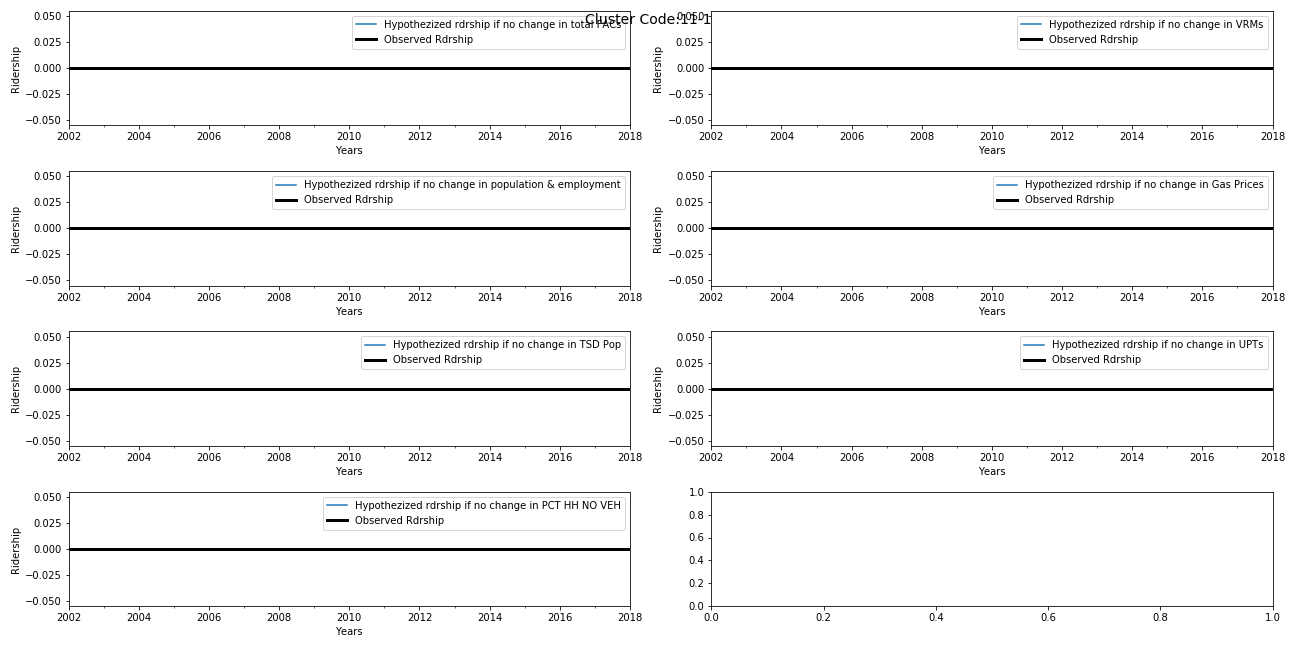 Cluster Code:11-1
Hypothezized rdrship if no change in total FACs
Observed Rdrship
0.050
0.025
0.000
−0.025
−0.050
Ridership
2002 2004 2006 2008 2010 2012 2014 2016 2018
Years
Hypothezized rdrship if no change in VRMs
Observed Rdrship
0.050
0.025
0.000
−0.025
−0.050
Ridership
2002 2004 2006 2008 2010 2012 2014 2016 2018
Years
Hypothezized rdrship if no change in population & employment
Observed Rdrship
0.050
0.025
0.000
−0.025
−0.050
Ridership
2002 2004 2006 2008 2010 2012 2014 2016 2018
Years
Hypothezized rdrship if no change in Gas Prices
Observed Rdrship
0.050
0.025
0.000
−0.025
−0.050
Ridership
2002 2004 2006 2008 2010 2012 2014 2016 2018
Years
Hypothezized rdrship if no change in TSD Pop
Observed Rdrship
0.050
0.025
0.000
−0.025
−0.050
Ridership
2002 2004 2006 2008 2010 2012 2014 2016 2018
Years
Hypothezized rdrship if no change in UPTs
Observed Rdrship
0.050
0.025
0.000
−0.025
−0.050
Ridership
2002 2004 2006 2008 2010 2012 2014 2016 2018
Years
Hypothezized rdrship if no change in PCT HH NO VEH
Observed Rdrship
0.050
0.025
0.000
−0.025
−0.050
Ridership
2002 2004 2006 2008 2010 2012 2014 2016 2018
Years
1.0
0.8
0.6
0.4
0.2
0.0
0.0 0.2 0.4 0.6 0.8 1.0